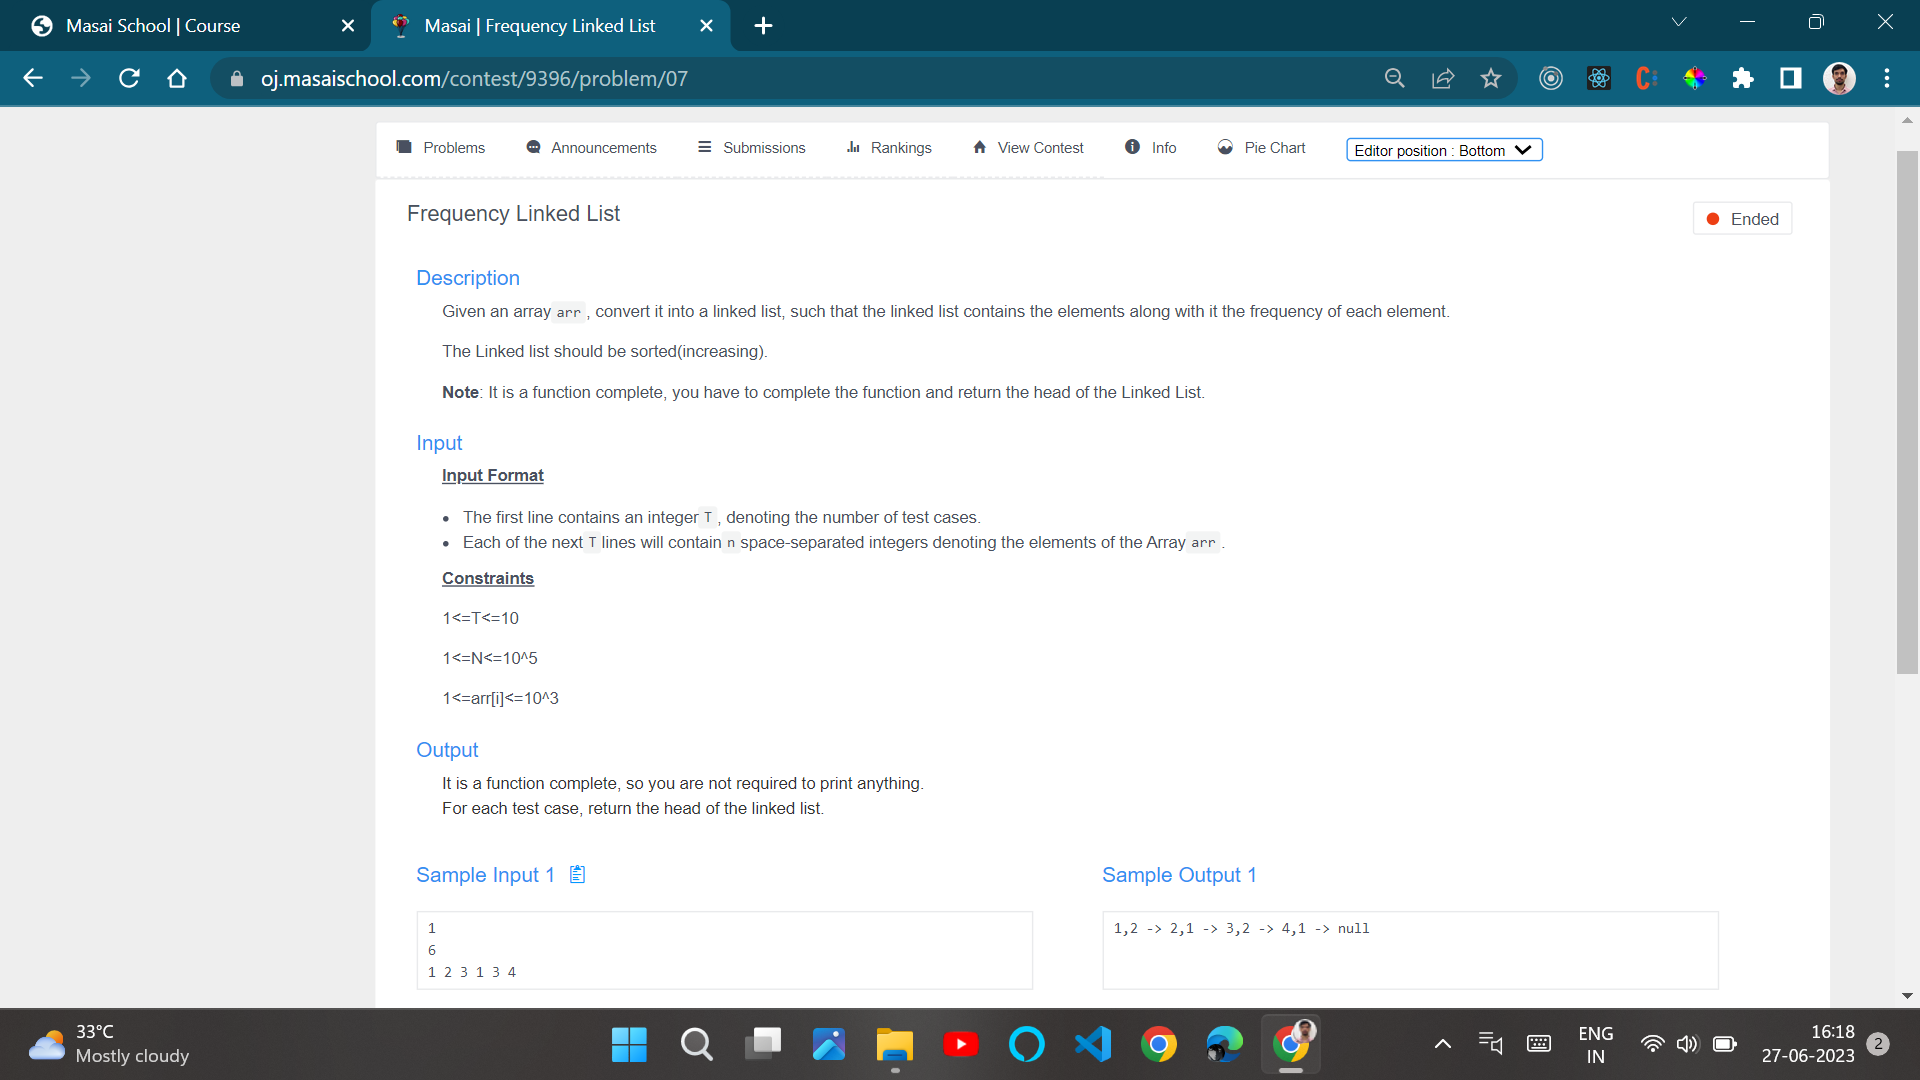 Masai School | Course
Masai | Frequency Linked List
oj.masaischool.com/contest/9396/problem/07
Problems
Announcements
Submissions
Rankings
View Contest
Info
Pie Chart
Editor position : Bottom
Frequency Linked List
Ended
Description
Given an array arr , convert it into a linked list, such that the linked list contains the elements along with it the frequency of each element.
The Linked list should be sorted(increasing).
Note: It is a function complete, you have to complete the function and return the head of the Linked List.
Input
Input Format
• The first line contains an integer T , denoting the number of test cases.
• Each of the next T lines will contain n space-separated integers denoting the elements of the Array arr .
Constraints
1<=T<=10
1<=N<=10^5
1<=arr[i]<=10^3
Output
It is a function complete, so you are not required to print anything.
For each test case, return the head of the linked list.
Sample Input 1
1
6
1 2 3 1 3 4
Sample Output 1
1,2 -> 2,1 -> 3,2 -> 4,1 -> null
33°C
Mostly cloudy
ENG
IN
16:18
27-06-2023
2